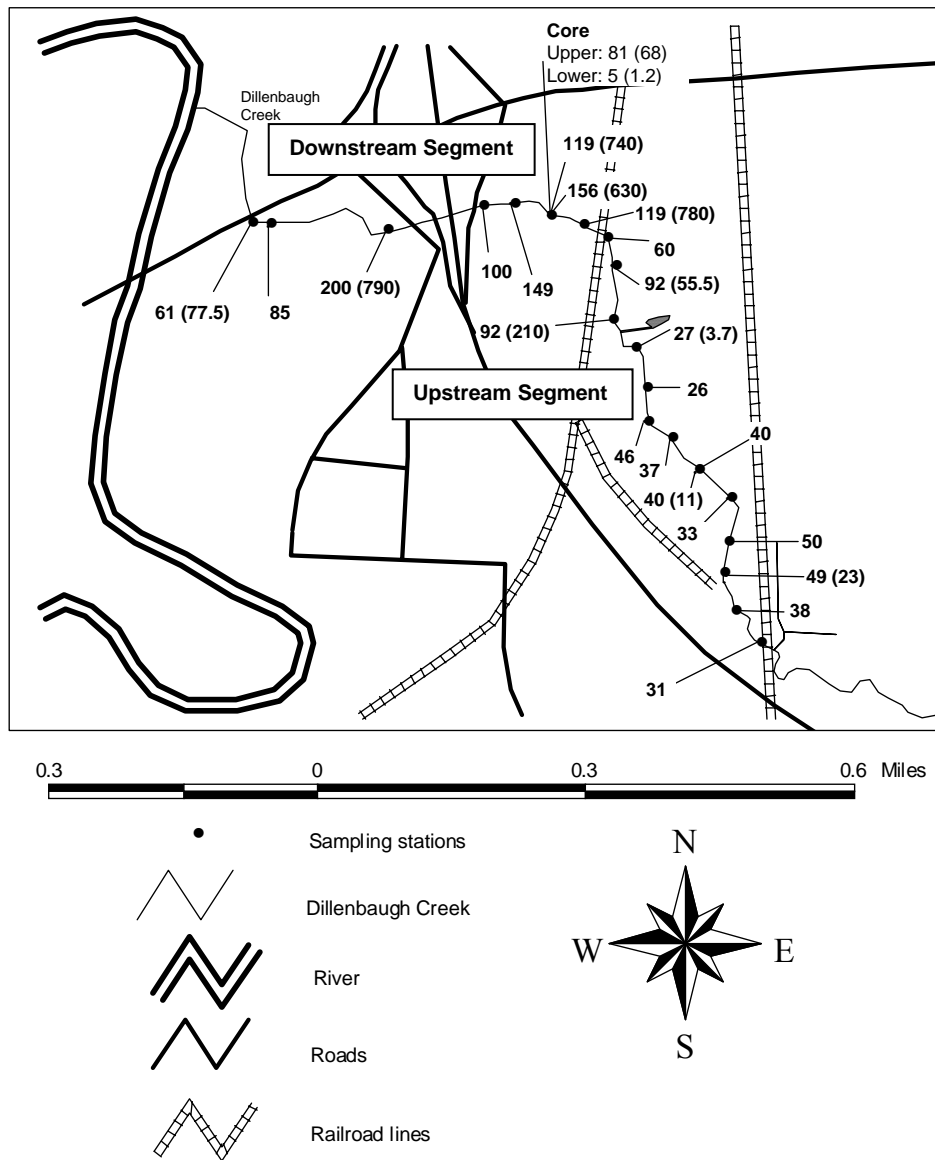 Core
Upper: 81 (68)
Lower: 5 (1.2)
Dillenbaugh
Creek
Downstream Segment
119 (740)
156 (630)
119 (780)
60
100
149
92 (55.5)
200 (790)
61 (77.5)
85
92 (210)
27 (3.7)
Upstream Segment
26
46
37
40
40 (11)
33
50
49 (23)
38
31
0.3
0
0.3
0.6 Miles
Sampling stations
Dillenbaugh Creek
River
Roads
Railroad lines
N
W
E
S